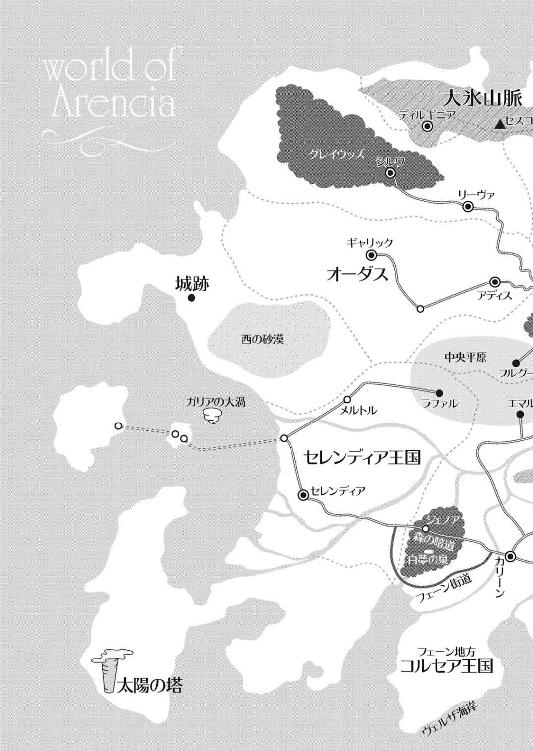 world of
Arencia
大氷山脈
ディルギニア
セスコ
グレイウッズ
シルワ
リーヴァ
ギャリック
オーダス
城跡
アディス
西の砂漠
中央平原
フルグー
ガリアの大渦
メルトル
ラファル
エマル
セレンディア王国
セレンディア
ジェノア
森の暗道
白夢の泉
カリーン
フェーン街道
フェーン地方
コルセア王国
太陽の塔
ヴェルザ海岸